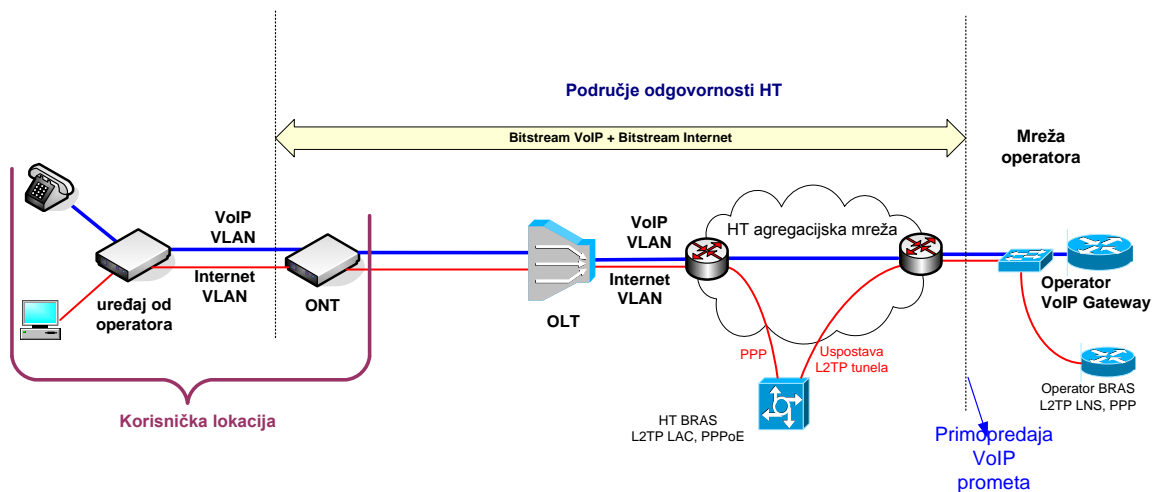 Područje odgovornosti HT
Bitstream VoIP + Bitstream Internet
Mreža
operatora
VoIP
VLAN
Internet
VLAN
uređaj od
operatora
ONT
OLT
VoIP
VLAN
Internet
VLAN
HT agregacijska mreža
Operator
VoIP Gateway
PPP
Uspostava
L2TP tunela
HT BRAS
L2TP LAC, PPPoE
Operator BRAS
L2TP LNS, PPP
Korisnička lokacija
Primopredaja
VoIP
prometa